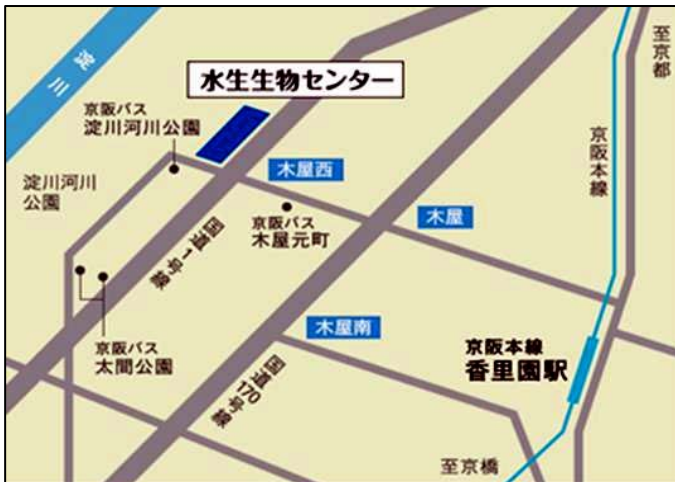 淀川
至京都
水生生物センター
京阪バス
淀川河川公園
京阪本線
淀川河川
公園
木屋西
木屋
京阪バス
木屋元町
国道1号線
木屋南
京阪バス
太間公園
京阪本線
香里園駅
国道170号線
至京橋